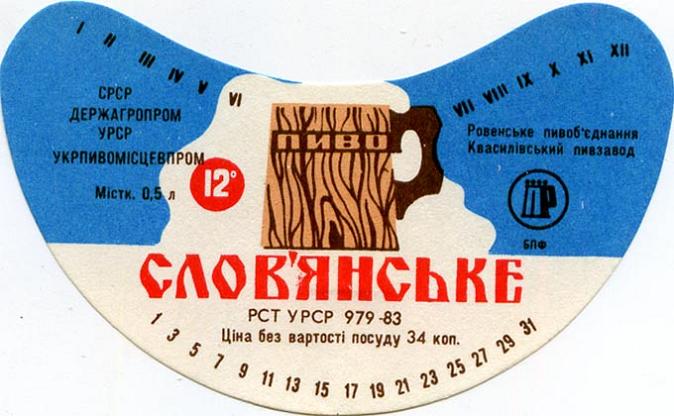 I II III IV V VI
VII VIII IX X XI XII
СРСР
ДЕРЖАГРОПРОМ
УРСР
УКРПИВОМІСЦЕВПРОМ
Містк. 0,5 л
12°
ПИВО
Ровенське пивоб'єднання
Квасилівський пивзавод
ПР
БПФ
СЛОВ'ЯНСЬКЕ
РСТ УРСР 979-83
Ціна без вартості посуду 34 коп.
1 3 5 7 9 11 13 15 17 19 21 23 25 27 29 31